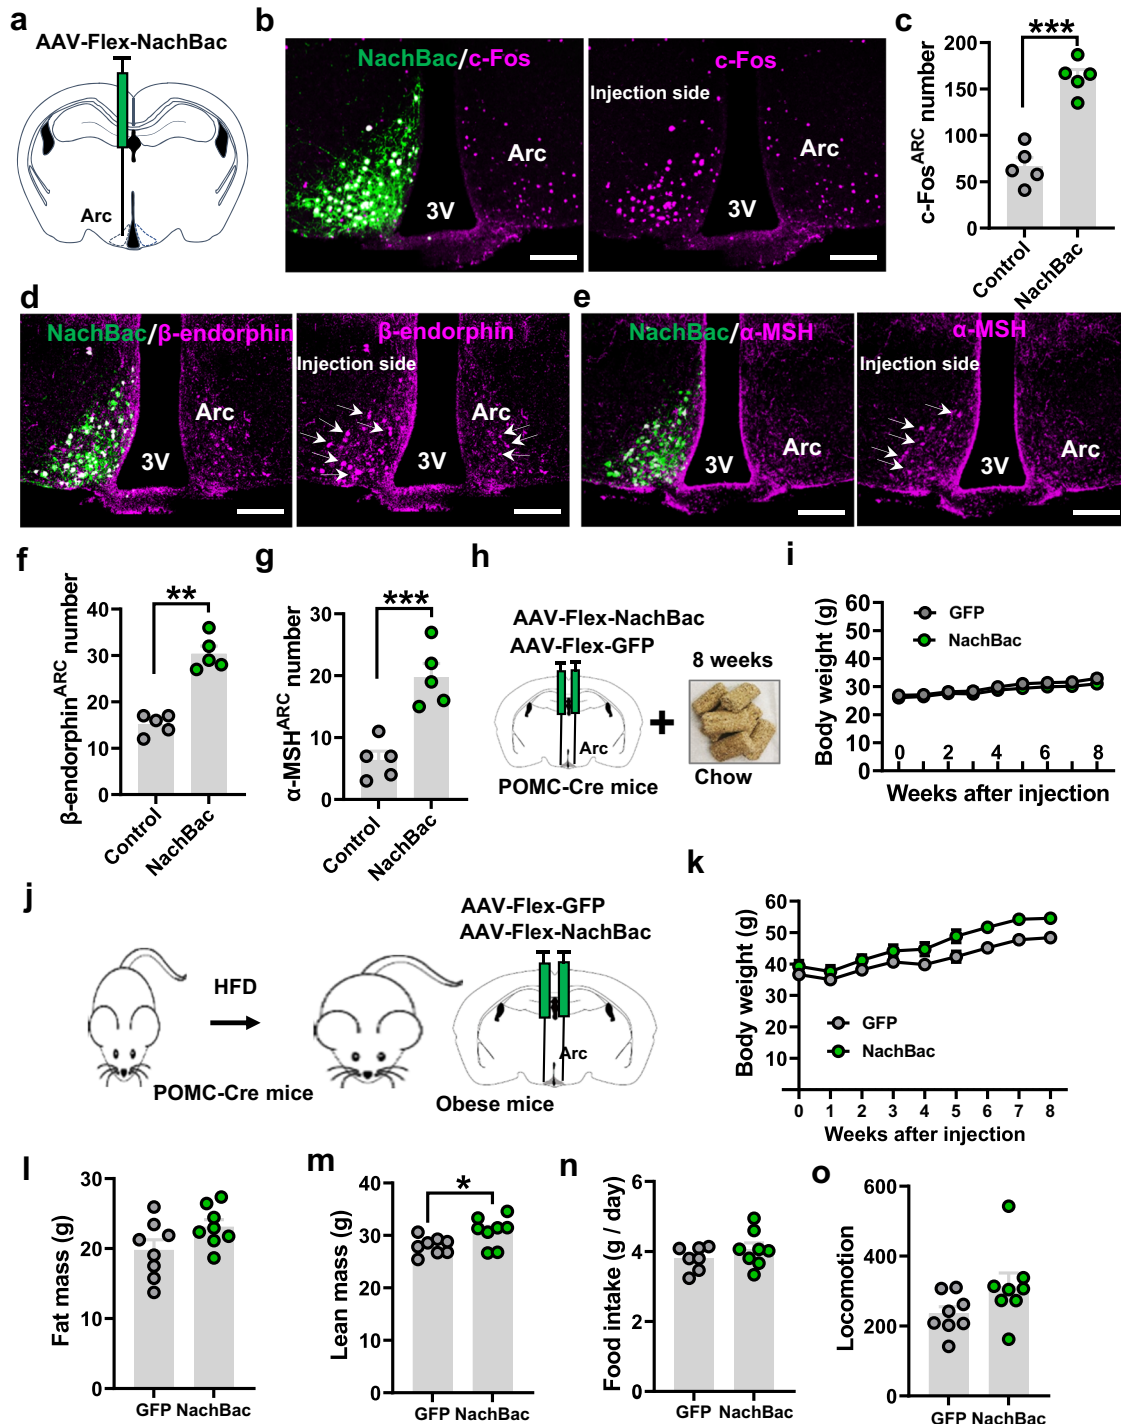 a
AAV-Flex-NachBac
Arc
b
NachBac/c-Fos
3V
Arc
c-Fos
Injection side
3V
Arc
c
***
c-Fos^ARC number
200
150
100
50
0
Control
NachBac
d
NachBac/β-endorphin
Arc
3V
β-endorphin
Injection side
Arc
3V
e
NachBac/α-MSH
3V
Arc
α-MSH
Injection side
3V
Arc
f
**
β-endorphin^ARC number
40
30
20
10
0
Control
NachBac
g
***
α-MSH^ARC number
30
20
10
0
Control
NachBac
h
AAV-Flex-NachBac
AAV-Flex-GFP
8 weeks
Arc
+
POMC-Cre mice
Chow
i
Body weight (g)
60
50
40
30
20
10
0
GFP
NachBac
0 2 4 6 8
Weeks after injection
j
AAV-Flex-GFP
AAV-Flex-NachBac
HFD
Arc
POMC-Cre mice
Obese mice
k
Body weight (g)
60
50
40
30
20
10
GFP
NachBac
0 1 2 3 4 5 6 7 8
Weeks after injection
l
Fat mass (g)
30
20
10
0
GFP NachBac
m
*
Lean mass (g)
40
30
20
10
0
GFP NachBac
n
Food intake (g / day)
6
4
2
0
GFP NachBac
o
Locomotion
600
400
200
0
GFP NachBac